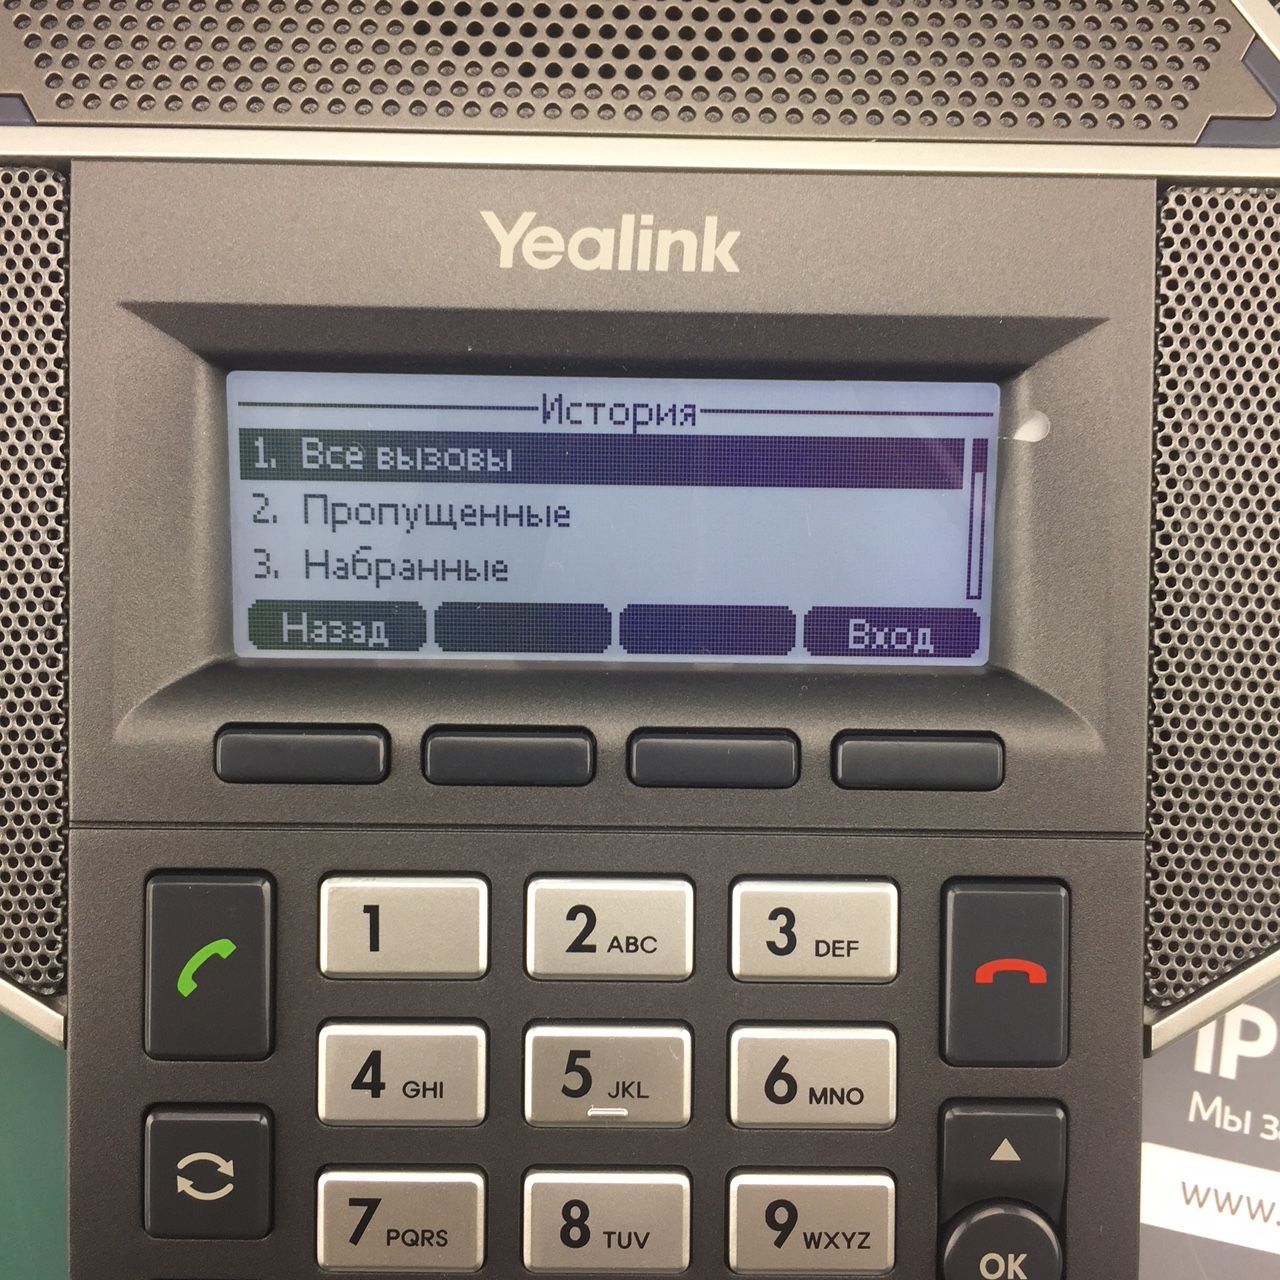 Yealink
История
1. Все вызовы
2. Пропущенные
3. Набранные
Назад Вход
1 2 ABC 3 DEF
4 GHI 5 JKL 6 MNO
7 PQRS 8 TUV 9 WXYZ
OK
IP
Мы
www.